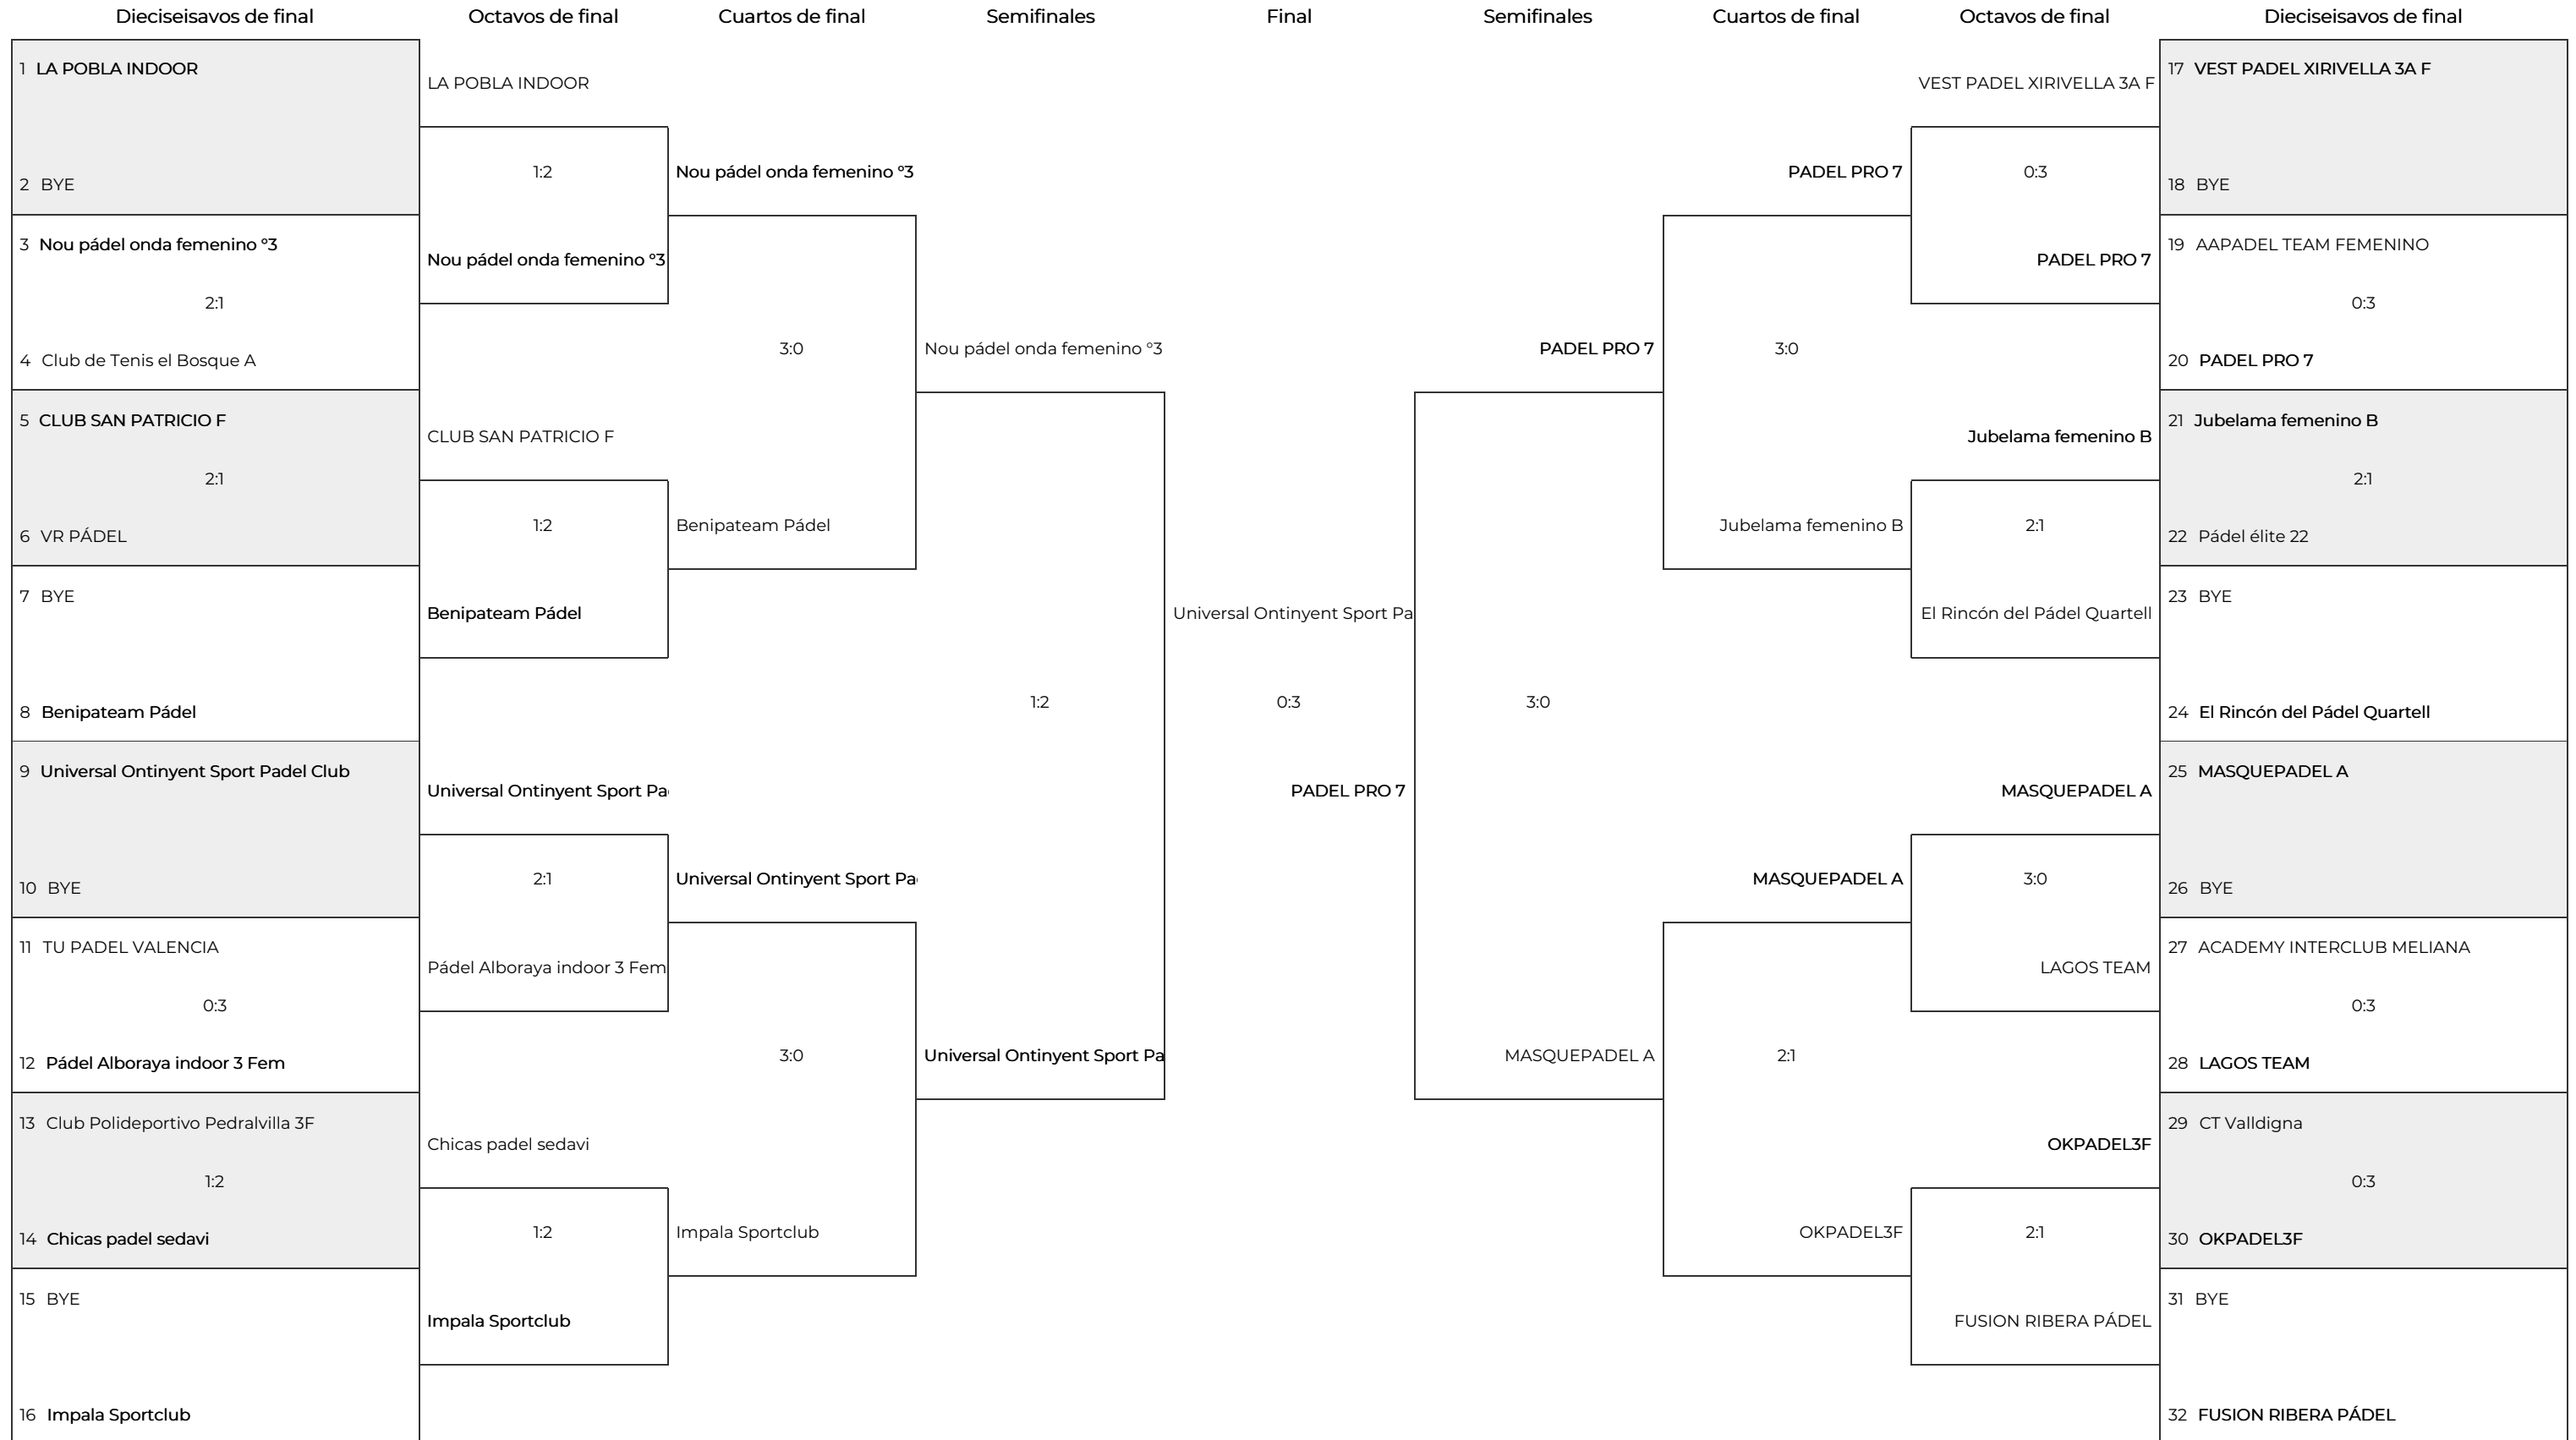 Dieciseisavos de final
Octavos de final
Cuartos de final
Semifinales
Final
Semifinales
Cuartos de final
Octavos de final
Dieciseisavos de final
1 LA POBLA INDOOR
2 BYE
3 Nou pádel onda femenino º3
2:1
4 Club de Tenis el Bosque A
5 CLUB SAN PATRICIO F
2:1
6 VR PÁDEL
7 BYE
8 Benipateam Pádel
9 Universal Ontinyent Sport Padel Club
10 BYE
11 TU PADEL VALENCIA
0:3
12 Pádel Alboraya indoor 3 Fem
13 Club Polideportivo Pedralvilla 3F
1:2
14 Chicas padel sedavi
15 BYE
16 Impala Sportclub
LA POBLA INDOOR
1:2
Nou pádel onda femenino º3
CLUB SAN PATRICIO F
1:2
Benipateam Pádel
Universal Ontinyent Sport Pa
2:1
Pádel Alboraya indoor 3 Fem
Chicas padel sedavi
1:2
Impala Sportclub
Nou pádel onda femenino º3
3:0
Benipateam Pádel
Universal Ontinyent Sport Pa
3:0
Impala Sportclub
Nou pádel onda femenino º3
1:2
Universal Ontinyent Sport Pa
Universal Ontinyent Sport Pa
0:3
PADEL PRO 7
PADEL PRO 7
3:0
MASQUEPADEL A
PADEL PRO 7
3:0
Jubelama femenino B
MASQUEPADEL A
2:1
OKPADEL3F
VEST PADEL XIRIVELLA 3A F
0:3
PADEL PRO 7
Jubelama femenino B
2:1
El Rincón del Pádel Quartell
MASQUEPADEL A
3:0
LAGOS TEAM
OKPADEL3F
2:1
FUSION RIBERA PÁDEL
17 VEST PADEL XIRIVELLA 3A F
18 BYE
19 AAPADEL TEAM FEMENINO
0:3
20 PADEL PRO 7
21 Jubelama femenino B
2:1
22 Pádel élite 22
23 BYE
24 El Rincón del Pádel Quartell
25 MASQUEPADEL A
26 BYE
27 ACADEMY INTERCLUB MELIANA
0:3
28 LAGOS TEAM
29 CT Valldigna
0:3
30 OKPADEL3F
31 BYE
32 FUSION RIBERA PÁDEL